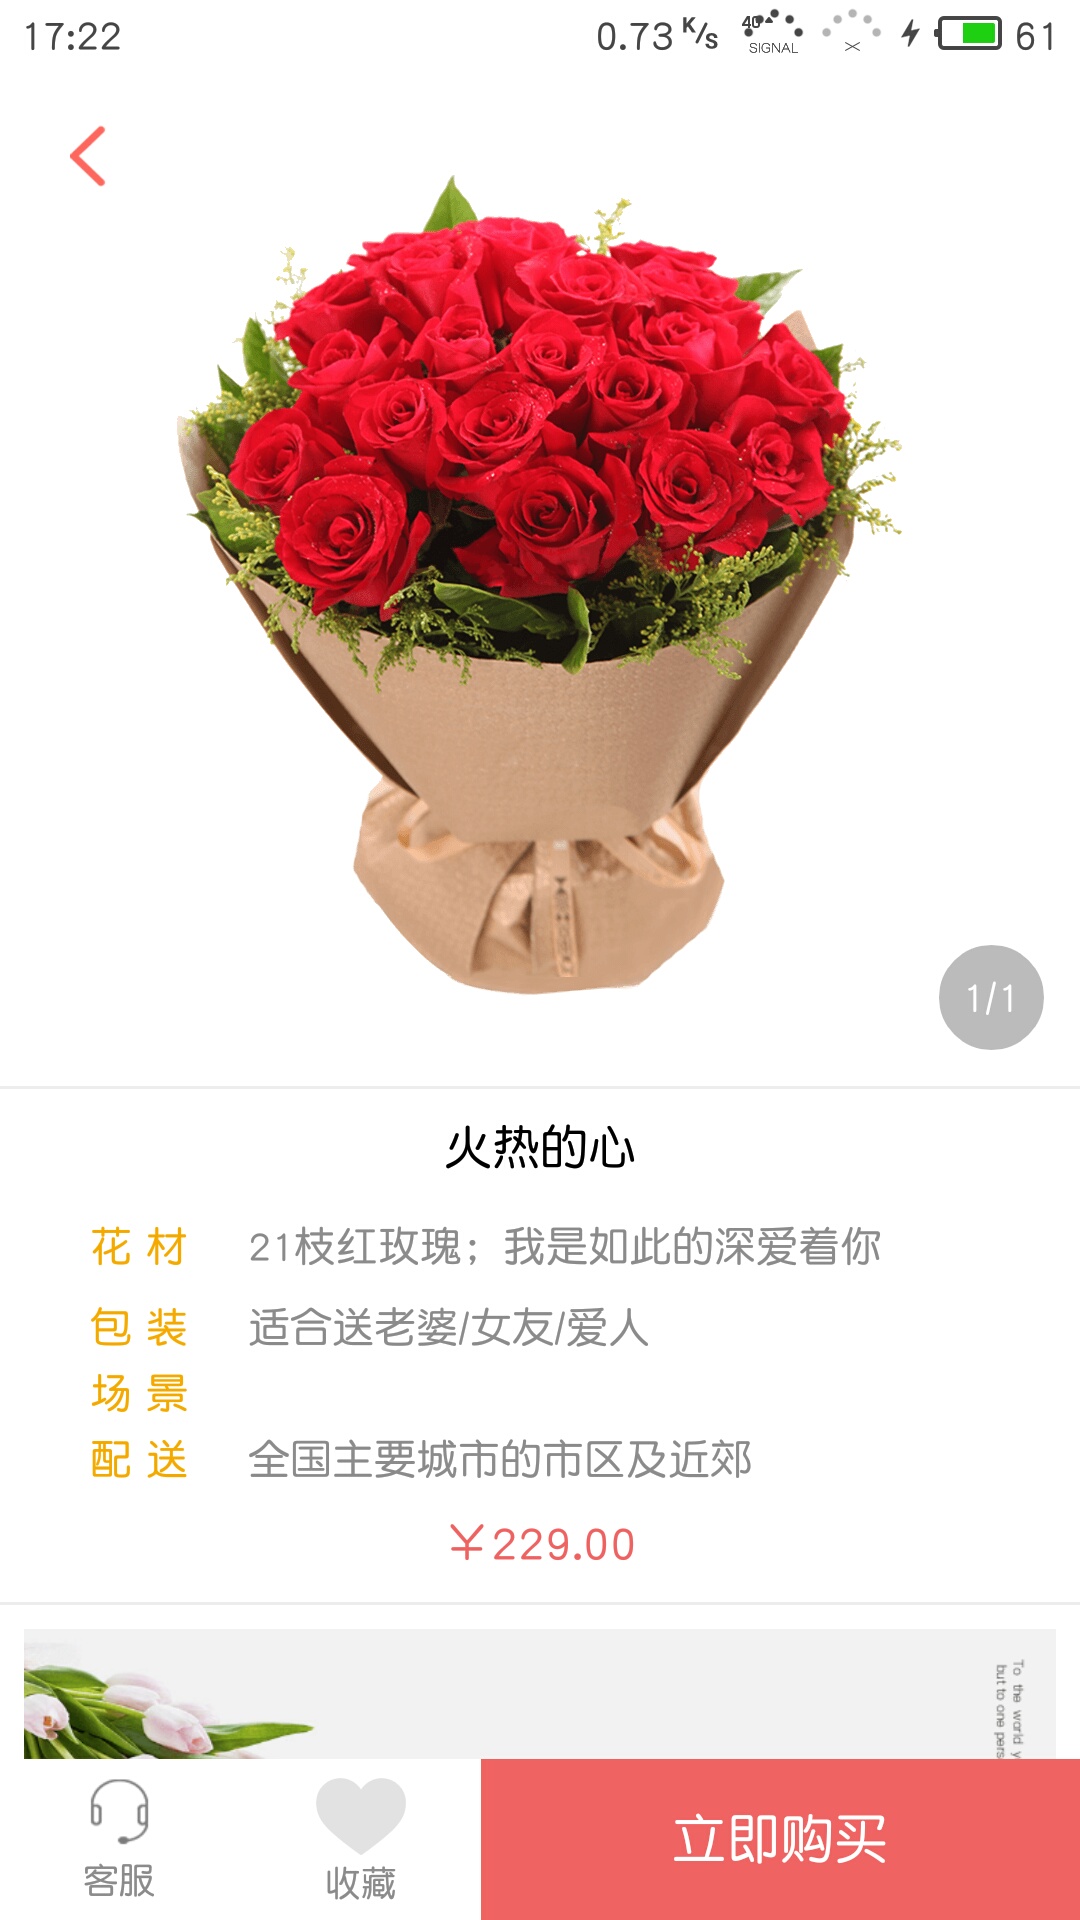 17:22
0.73 K/s
4G
SIGNAL
61
1/1
火热的心
花 材 21枝红玫瑰；我是如此的深爱着你
包 装 适合送老婆/女友/爱人
场 景
配 送 全国主要城市的市区及近郊
￥229.00
To the world y
but to one pers
客服
收藏
立即购买